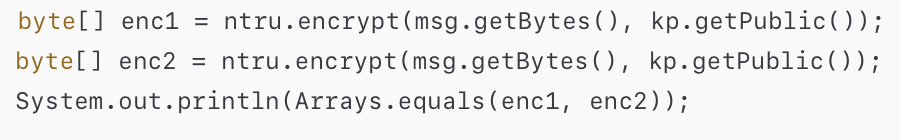 byte[] enc1 = ntru.encrypt(msg.getBytes(), kp.getPublic());
byte[] enc2 = ntru.encrypt(msg.getBytes(), kp.getPublic());
System.out.println(Arrays.equals(enc1, enc2));